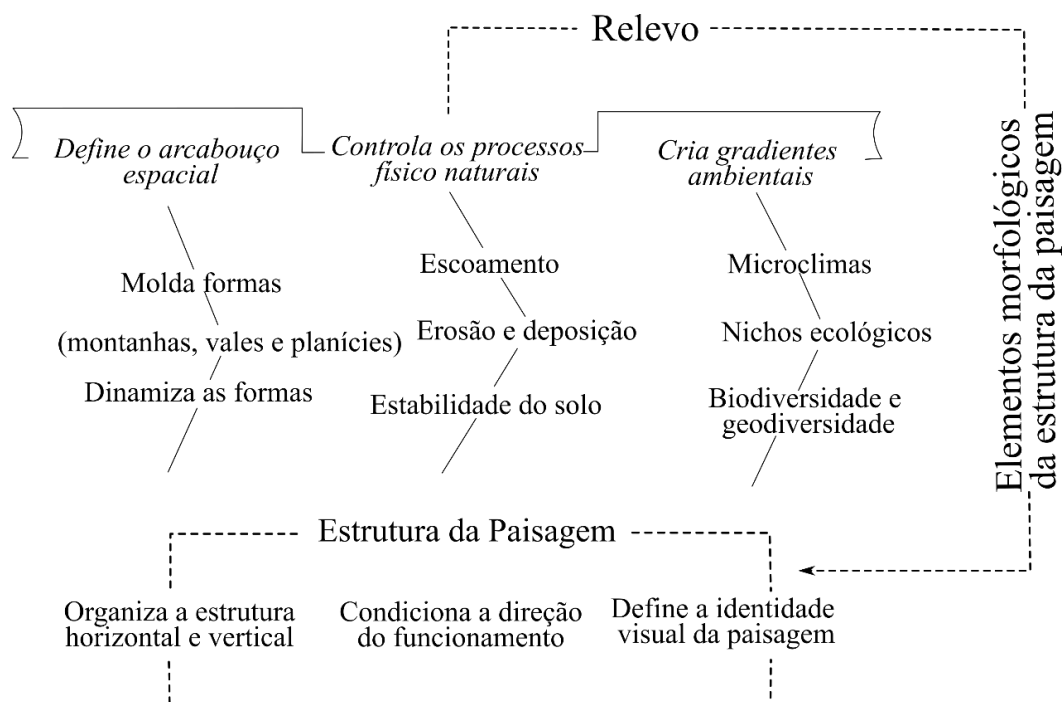 Relevo
Define o arcabouço
espacial
Controla os processos
físico naturais
Cria gradientes
ambientais
Molda formas
(montanhas, vales e planícies)
Dinamiza as formas
Escoamento
Erosão e deposição
Estabilidade do solo
Microclimas
Nichos ecológicos
Biodiversidade e
geodiversidade
Elementos morfológicos
da estrutura da paisagem
Estrutura da Paisagem
Organiza a estrutura
horizontal e vertical
Condiciona a direção
do funcionamento
Define a identidade
visual da paisagem